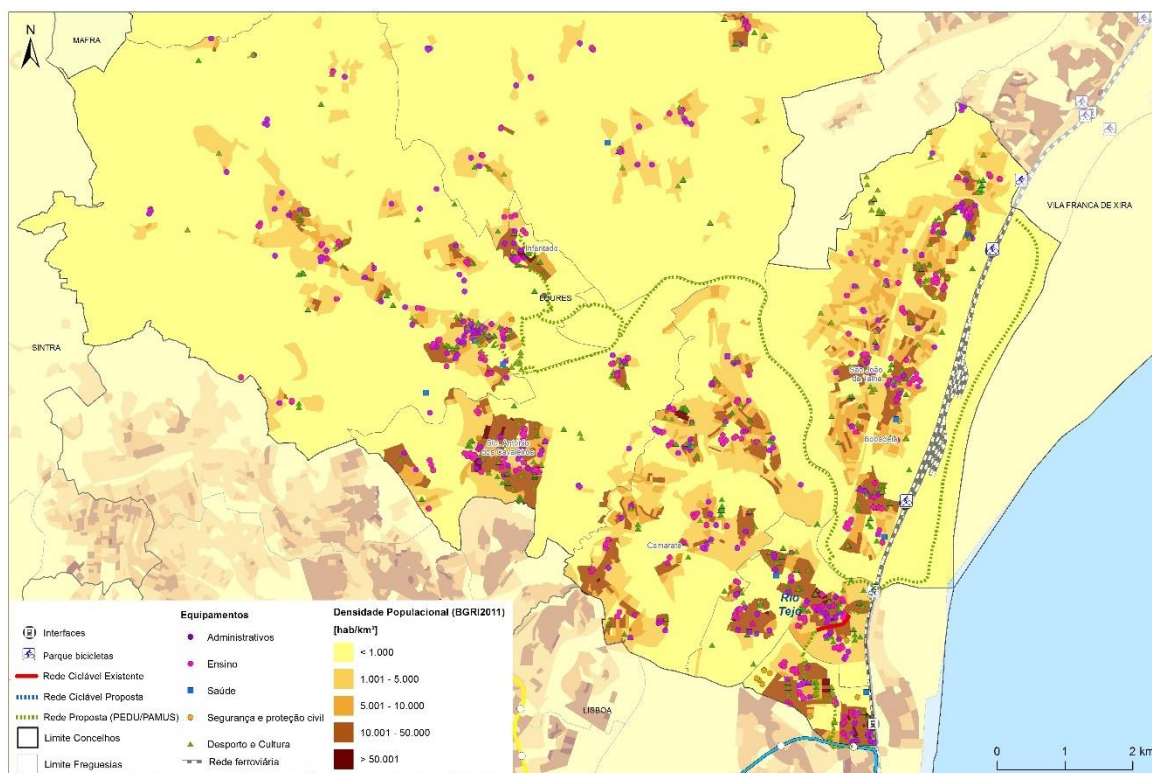 N
MAFRA
VILA FRANCA DE XIRA
Infantado
LOURES
SINTRA
São João
da Talha
Bobadela
Sto. António
dos Cavaleiros
Camarate
Rio
Tejo
LISBOA
Interfaces
Parque bicicletas
Rede Ciclável Existente
Rede Ciclável Proposta
Rede Proposta (PEDU/PAMUS)
Limite Concelhos
Limite Freguesias
Equipamentos
Administrativos
Ensino
Saúde
Segurança e proteção civil
Desporto e Cultura
Rede ferroviária
Densidade Populacional (BGRI2011)
[hab/km²]
< 1.000
1.001 - 5.000
5.001 - 10.000
10.001 - 50.000
> 50.001
0 1 2 km